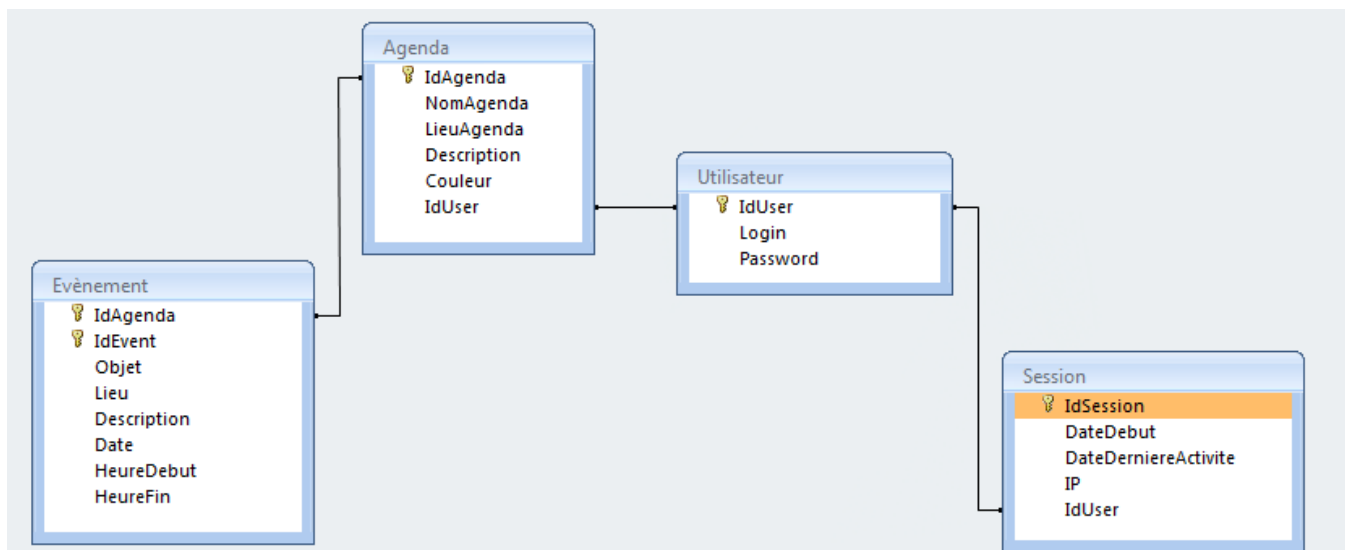 Agenda
IdAgenda
NomAgenda
LieuAgenda
Description
Couleur
IdUser
Utilisateur
IdUser
Login
Password
Evènement
IdAgenda
IdEvent
Objet
Lieu
Description
Date
HeureDebut
HeureFin
Session
IdSession
DateDebut
DateDerniereActivite
IP
IdUser